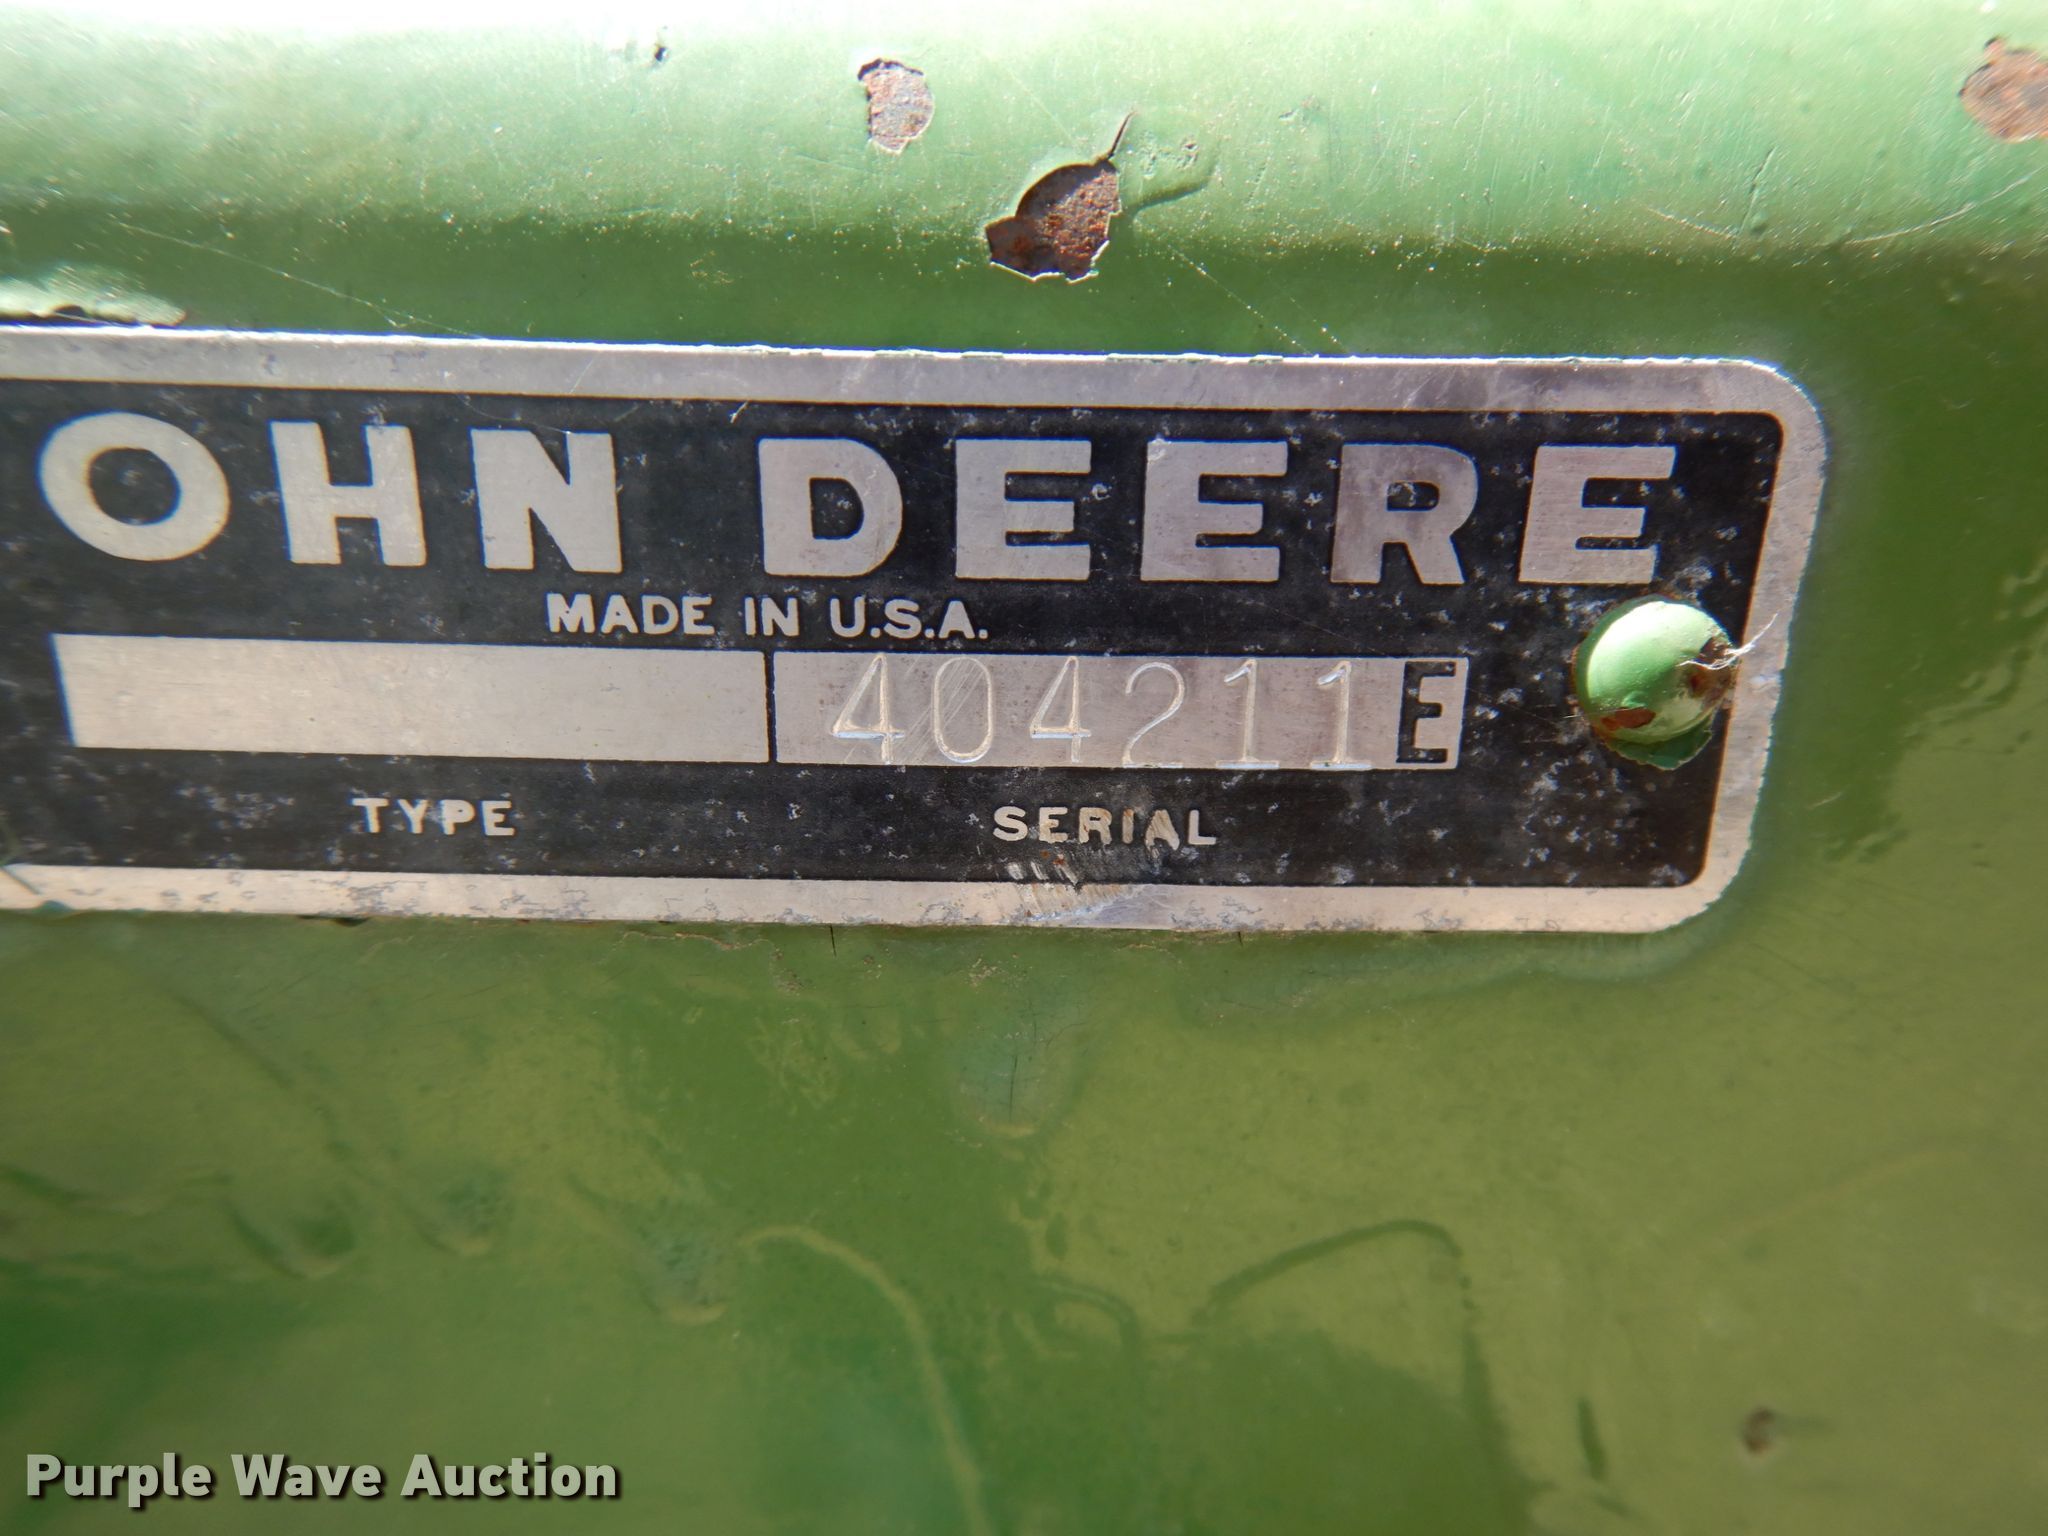 OHN DEERE
MADE IN U.S.A.
404211E
TYPE SERIAL
Purple Wave Auction